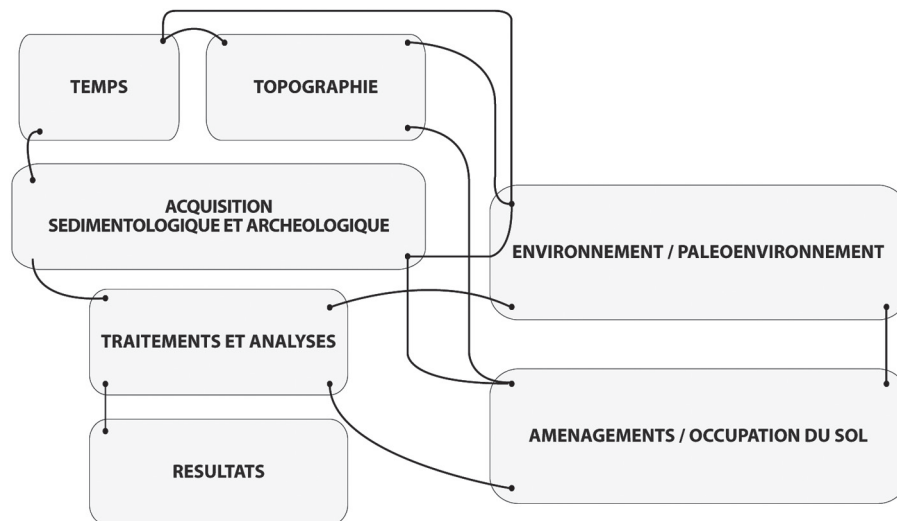 TEMPS
TOPOGRAPHIE
ACQUISITION
SEDIMENTOLOGIQUE ET ARCHEOLOGIQUE
ENVIRONNEMENT / PALEOENVIRONNEMENT
TRAITEMENTS ET ANALYSES
AMENAGEMENTS / OCCUPATION DU SOL
RESULTATS